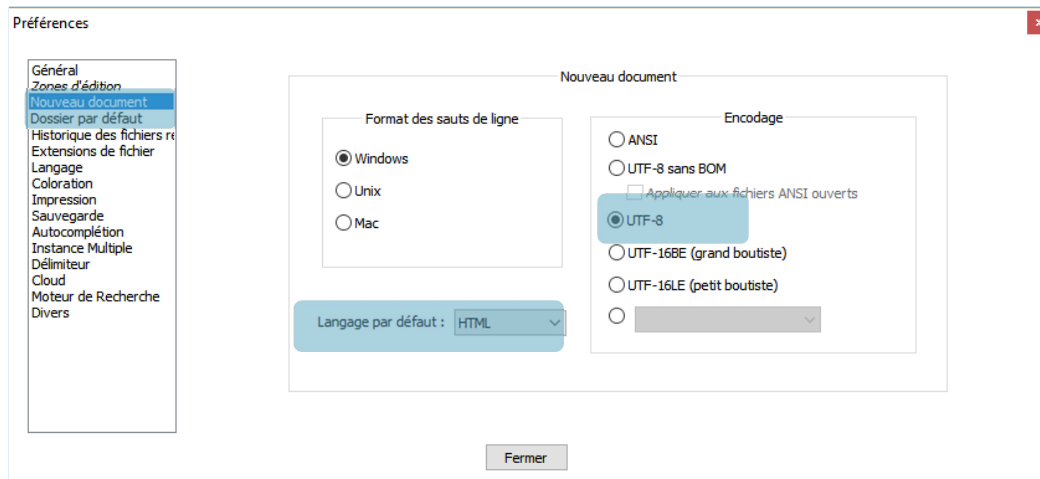 Préférences
Général
Zones d'édition
Nouveau document
Dossier par défaut
Historique des fichiers re
Extensions de fichier
Langage
Coloration
Impression
Sauvegarde
Autocomplétion
Instance Multiple
Délimiteur
Cloud
Moteur de Recherche
Divers
Nouveau document
Format des sauts de ligne
Windows
Unix
Mac
Langage par défaut : HTML
Encodage
ANSI
UTF-8 sans BOM
Appliquer aux fichiers ANSI ouverts
UTF-8
UTF-16BE (grand boutiste)
UTF-16LE (petit boutiste)
Fermer